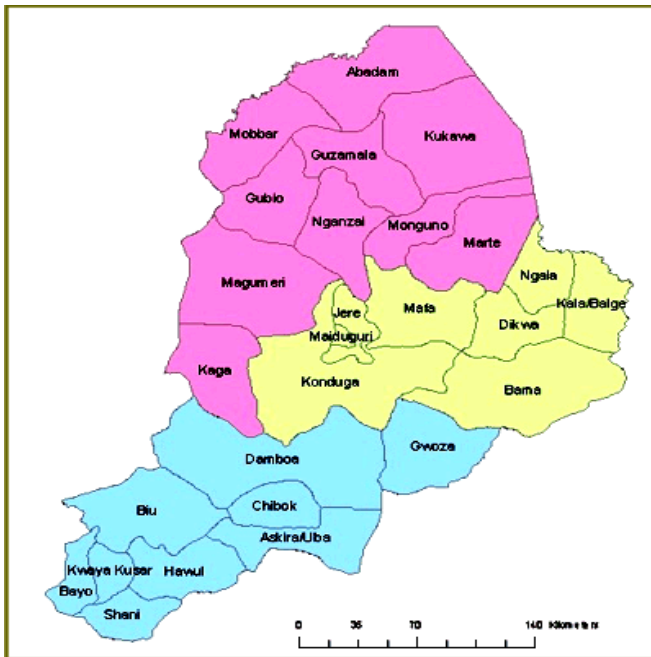 Abadam
Mobbar
Kukawa
Guzamala
Gubio
Nganzai
Monguno
Marte
Magumeri
Ngala
Kala/Balge
Jere
Mafa
Maiduguri
Dikwa
Kaga
Konduga
Bama
Gwoza
Damboa
Biu
Chibok
Askira/Uba
Kwaya Kusar
Hawul
Bayo
Shani
0 35 70 140 Kilometers